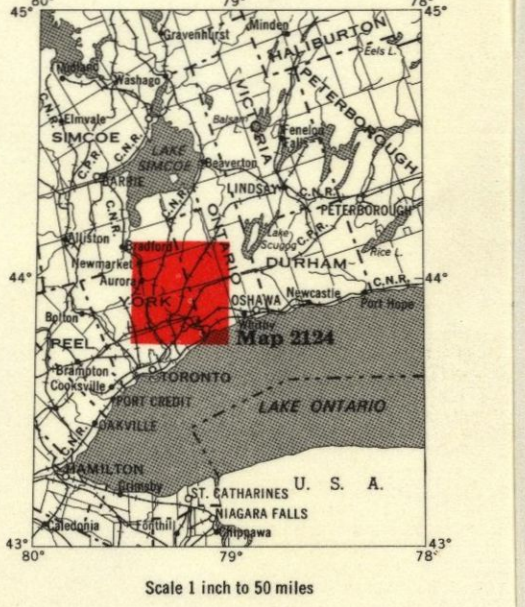 80°
79°
78°
45°
45°
Gravenhurst
Minden
HALIBURTON
Eels L.
Midland
Washago
PETERBOROUGH
VICTORIA
C.N.R.
Elmvale
Balsam L.
Fenelon Falls
SIMCOE
C.N.R.
LAKE SIMCOE
Beaverton
C.P.R.
BARRIE
LINDSAY
C.N.R.
C.N.R.
C.N.R.
PETERBOROUGH
ONTARIO
Lake Scugog
C.P.R.
Alliston
Bradford
Rice L.
Newmarket
DURHAM
44°
Aurora
C.N.R.
44°
YORK
OSHAWA
Newcastle
Port Hope
Bolton
Whitby
PEEL
Map 2124
Brampton
Cooksville
TORONTO
PORT CREDIT
LAKE ONTARIO
OAKVILLE
C.N.R.
HAMILTON
Grimsby
U. S. A.
ST. CATHARINES
NIAGARA FALLS
Caledonia
Fonthill
Chippawa
43°
43°
80°
79°
78°
Scale 1 inch to 50 miles